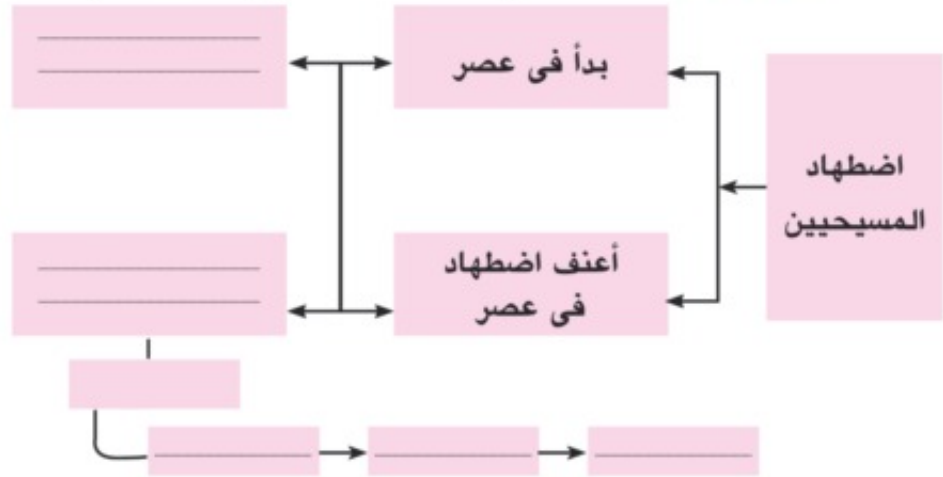 اضطهاد
المسيحيين
بدأ فى عصر
أعنف اضطهاد
فى عصر